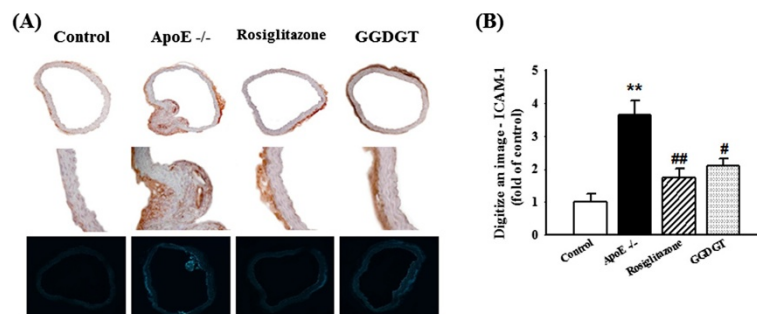 (A)
Control ApoE -/- Rosiglitazone GGDGT
(B)
Digitize an image - ICAM-1
(fold of control)
5
4
3
2
1
0
**
##
#
Control ApoE -/- Rosiglitazone GGDGT